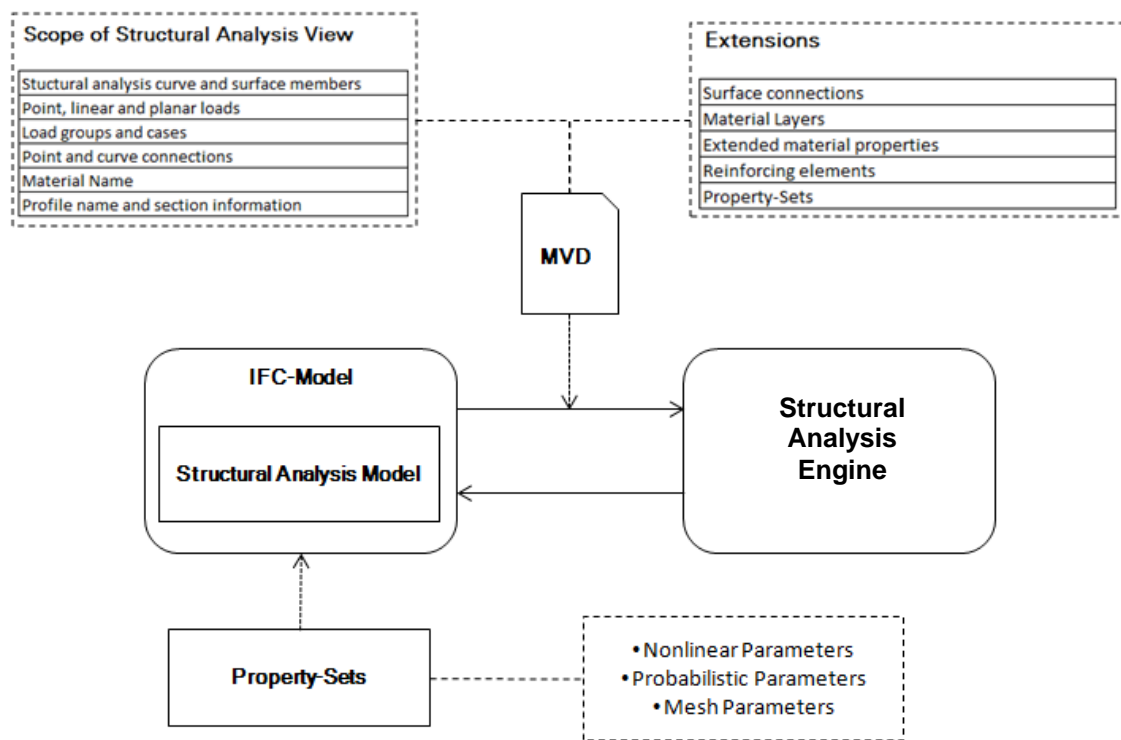 Scope of Structural Analysis View
Stuctural analysis curve and surface members
Point, linear and planar loads
Load groups and cases
Point and curve connections
Material Name
Profile name and section information
Extensions
Surface connections
Material Layers
Extended material properties
Reinforcing elements
Property-Sets
MVD
IFC-Model
Structural Analysis Model
Structural
Analysis
Engine
Property-Sets
•Nonlinear Parameters
•Probabilistic Parameters
•Mesh Parameters